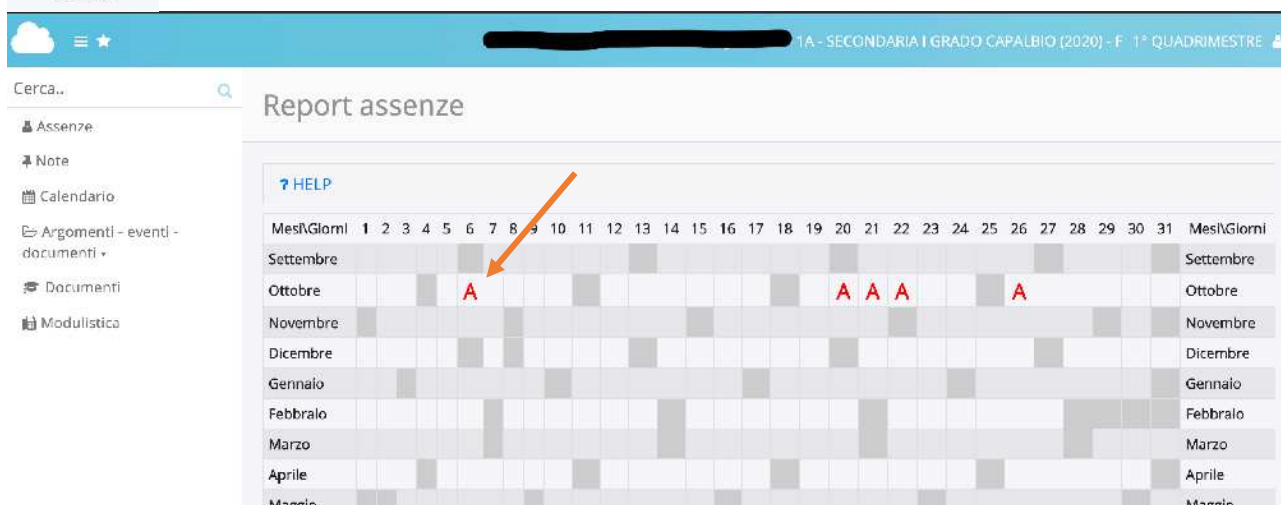 1A - SECONDARIA I GRADO CAPALBIO (2020) - F 1° QUADRIMESTRE
Cerca..
Assenze
Note
Calendario
Argomenti - eventi -
documenti
Documenti
Modulistica
Report assenze
? HELP
Mesi\Giorni 1 2 3 4 5 6 7 8 9 10 11 12 13 14 15 16 17 18 19 20 21 22 23 24 25 26 27 28 29 30 31 Mesi\Giorni
Settembre Settembre
Ottobre A A A A A Ottobre
Novembre Novembre
Dicembre Dicembre
Gennaio Gennaio
Febbraio Febbraio
Marzo Marzo
Aprile Aprile
Maggio Maggio